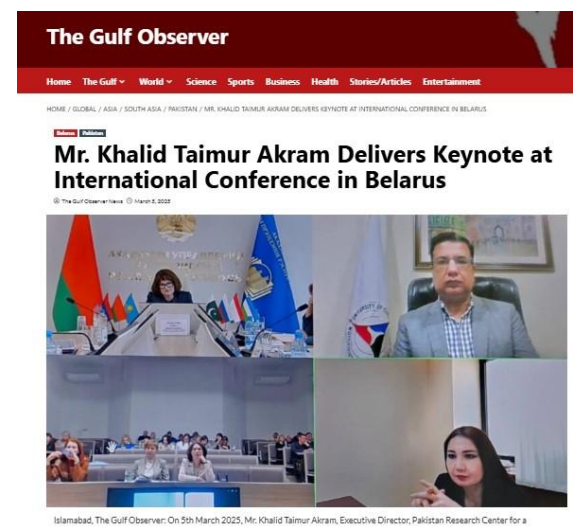 The Gulf Observer
Home The Gulf World Science Sports Business Health Stories/Articles Entertainment
HOME / GLOBAL / ASIA / SOUTH ASIA / PAKISTAN / MR. KHALID TAIMUR AKRAM DELIVERS KEYNOTE AT INTERNATIONAL CONFERENCE IN BELARUS
Belarus Pakistan
Mr. Khalid Taimur Akram Delivers Keynote at
International Conference in Belarus
The Gulf Observer News March 5, 2025
Islamabad, The Gulf Observer: On 5th March 2025, Mr. Khalid Taimur Akram, Executive Director, Pakistan Research Center for a